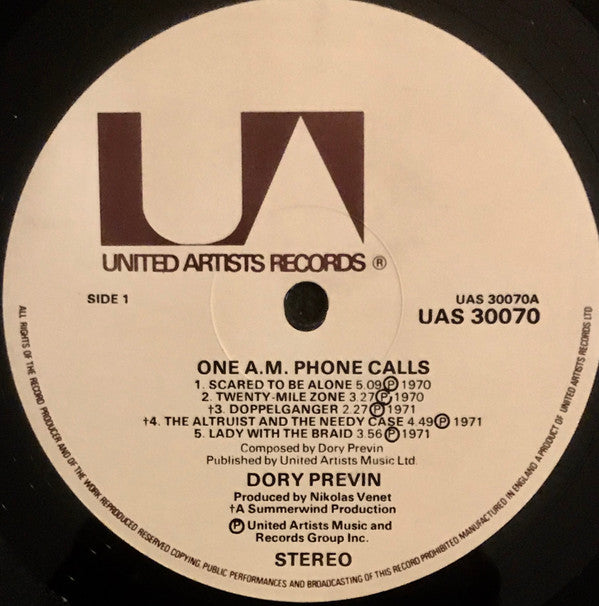 UA
UNITED ARTISTS RECORDS ®
SIDE 1
UAS 30070A
UAS 30070
ONE A.M. PHONE CALLS
1. SCARED TO BE ALONE 5.09 Ⓟ 1970
2. TWENTY-MILE ZONE 3.27 Ⓟ 1970
†3. DOPPELGANGER 2.27 Ⓟ 1971
†4. THE ALTRUIST AND THE NEEDY CASE 4.49 Ⓟ 1971
5. LADY WITH THE BRAID 3.56 Ⓟ 1971
Composed by Dory Previn
Published by United Artists Music Ltd.
DORY PREVIN
Produced by Nikolas Venet
†A Summerwind Production
Ⓟ United Artists Music and
Records Group Inc.
STEREO
ALL RIGHTS OF THE RECORD PRODUCER AND OF THE WORK REPRODUCED RESERVED COPYING, PUBLIC PERFORMANCES AND BROADCASTING OF THIS RECORD PROHIBITED. MANUFACTURED IN ENGLAND. A PRODUCT OF UNITED ARTISTS RECORDS LTD